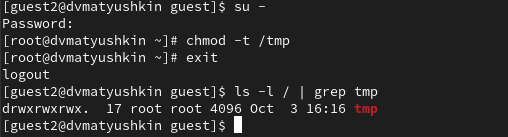 [guest2@dvmatyushkin guest]$ su -
Password:
[root@dvmatyushkin ~]# chmod -t /tmp
[root@dvmatyushkin ~]# exit
logout
[guest2@dvmatyushkin guest]$ ls -l / | grep tmp
drwxrwxrwx.  17 root root 4096 Oct  3 16:16 tmp
[guest2@dvmatyushkin guest]$